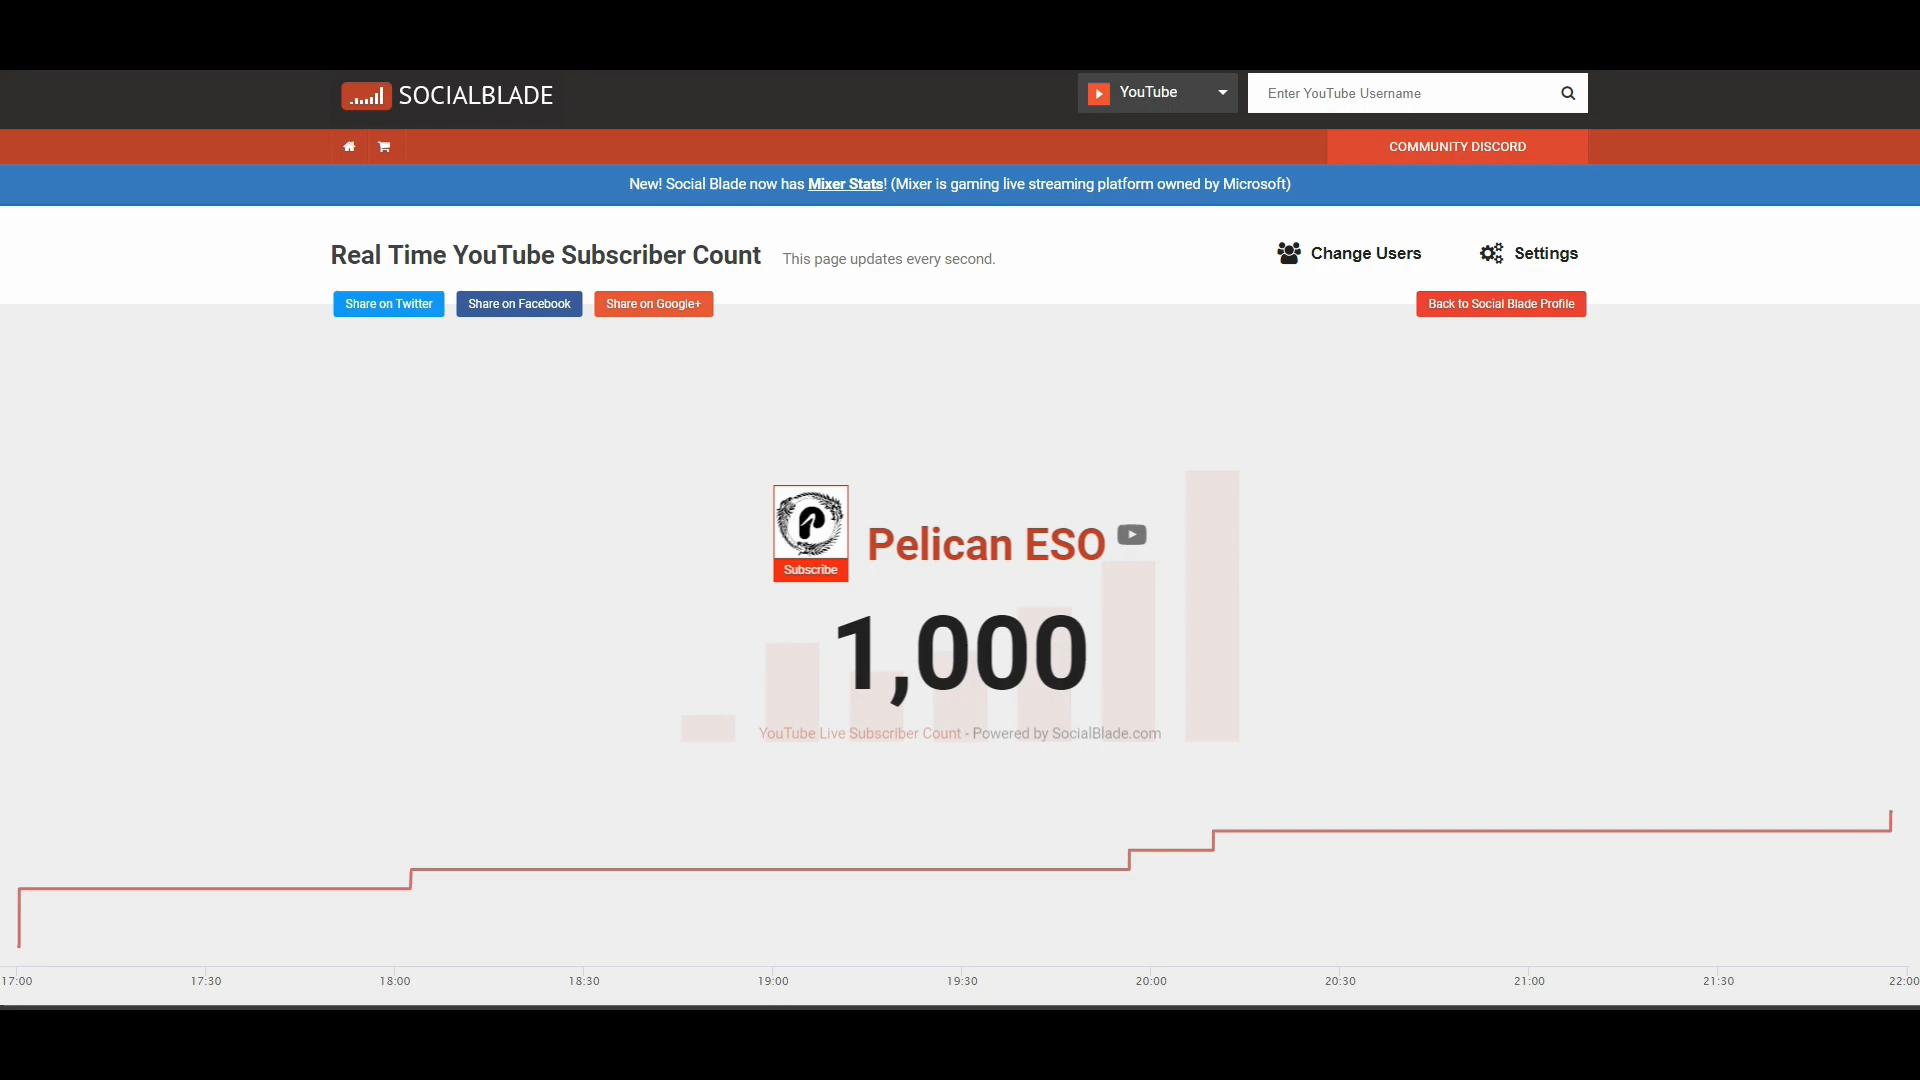 SOCIALBLADE
YouTube
Enter YouTube Username
COMMUNITY DISCORD
New! Social Blade now has Mixer Stats! (Mixer is gaming live streaming platform owned by Microsoft)
Real Time YouTube Subscriber Count
This page updates every second.
Change Users
Settings
Share on Twitter
Share on Facebook
Share on Google+
Back to Social Blade Profile
Subscribe
Pelican ESO
1,000
YouTube Live Subscriber Count - Powered by SocialBlade.com
17:00 17:30 18:00 18:30 19:00 19:30 20:00 20:30 21:00 21:30 22:00